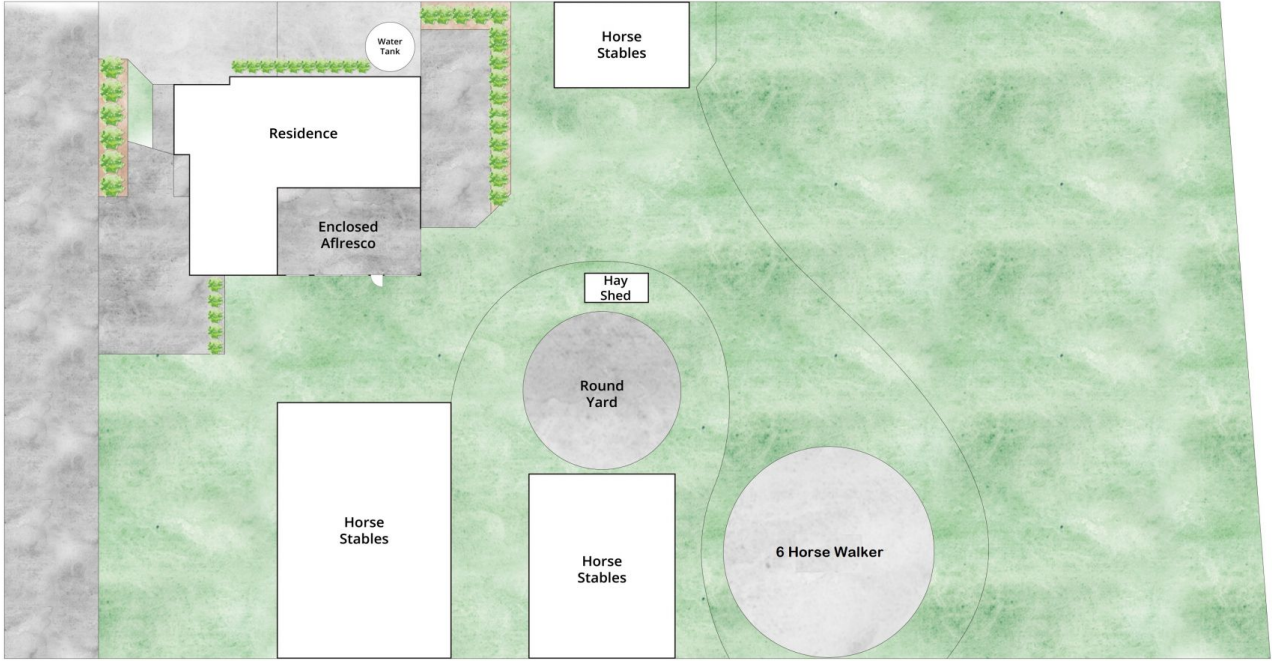 Water
Tank
Horse
Stables
Residence
Enclosed
Aflresco
Hay
Shed
Round
Yard
Horse
Stables
Horse
Stables
6 Horse Walker